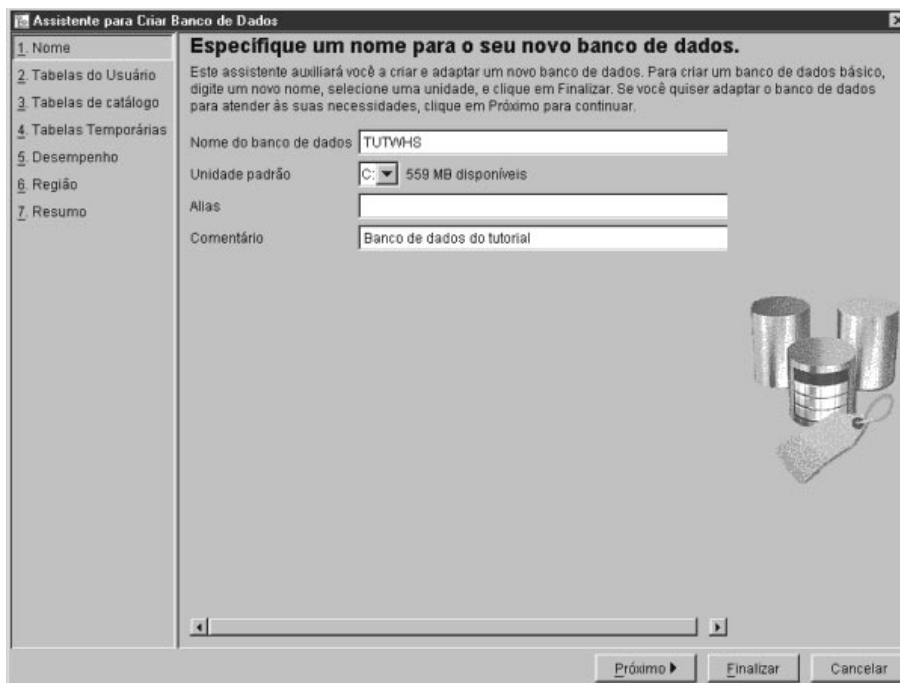 Assistente para Criar Banco de Dados
1. Nome
2. Tabelas do Usuário
3. Tabelas de catálogo
4. Tabelas Temporárias
5. Desempenho
6. Região
7. Resumo
Especifique um nome para o seu novo banco de dados.
Este assistente auxiliará você a criar e adaptar um novo banco de dados. Para criar um banco de dados básico,
digite um novo nome, selecione uma unidade, e clique em Finalizar. Se você quiser adaptar o banco de dados
para atender às suas necessidades, clique em Próximo para continuar.
Nome do banco de dados TUTWHS
Unidade padrão C: 559 MB disponíveis
Alias
Comentário Banco de dados do tutorial
Próximo Finalizar Cancelar